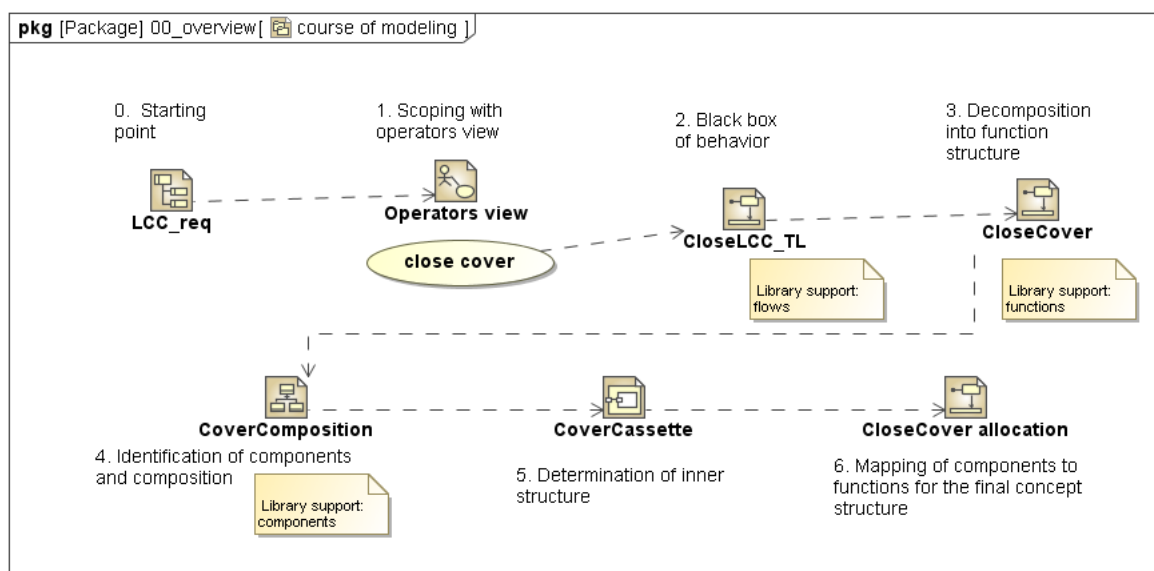 pkg [Package] 00_overview[ course of modeling ]
0. Starting
point
1. Scoping with
operators view
2. Black box
of behavior
3. Decomposition
into function
structure
LCC_req
Operators view
close cover
CloseLCC_TL
CloseCover
Library support:
flows
Library support:
functions
CoverComposition
CoverCassette
CloseCover allocation
4. Identification of components
and composition
Library support:
components
5. Determination of inner
structure
6. Mapping of components to
functions for the final concept
structure